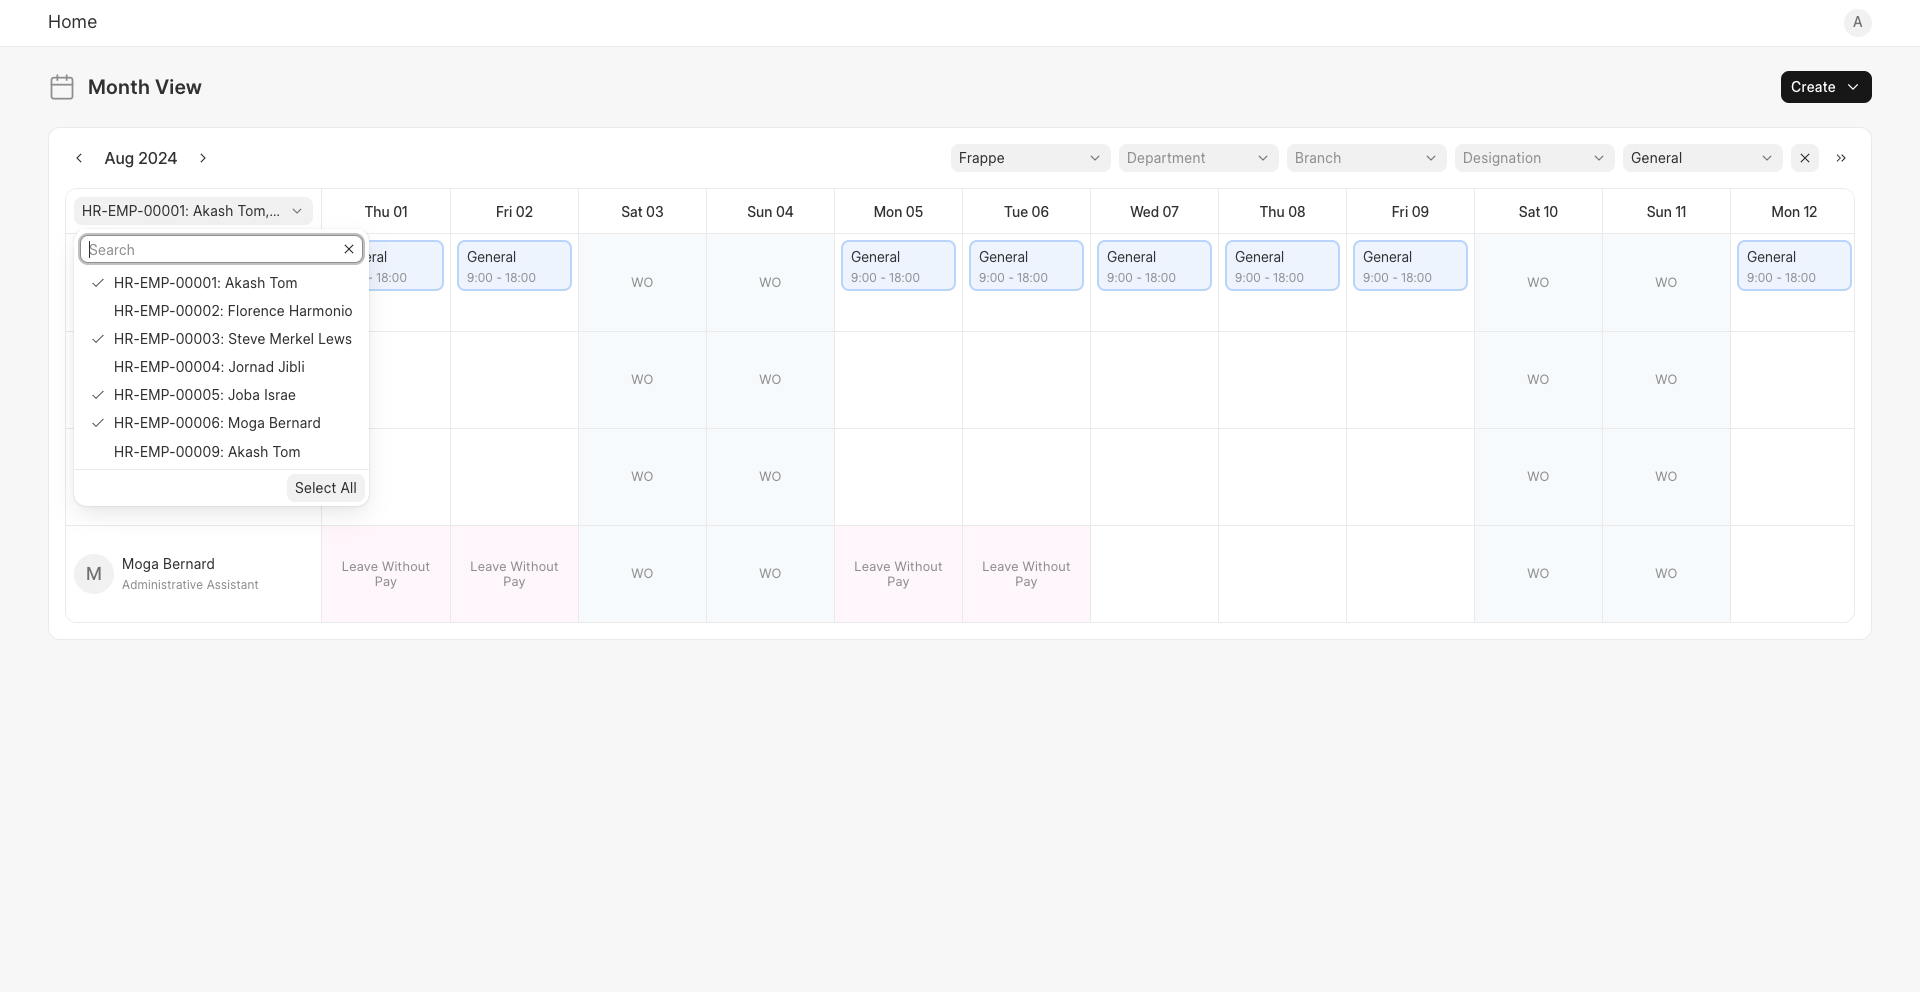 Home
A
Month View
Create
Aug 2024
Frappe
Department
Branch
Designation
General
HR-EMP-00001: Akash Tom,...
Thu 01
Fri 02
Sat 03
Sun 04
Mon 05
Tue 06
Wed 07
Thu 08
Fri 09
Sat 10
Sun 11
Mon 12
Search
HR-EMP-00001: Akash Tom
HR-EMP-00002: Florence Harmonio
HR-EMP-00003: Steve Merkel Lews
HR-EMP-00004: Jornad Jibli
HR-EMP-00005: Joba Israe
HR-EMP-00006: Moga Bernard
HR-EMP-00009: Akash Tom
Select All
- 18:00
General
9:00 - 18:00
WO
WO
General
9:00 - 18:00
General
9:00 - 18:00
General
9:00 - 18:00
General
9:00 - 18:00
General
9:00 - 18:00
WO
WO
General
9:00 - 18:00
WO
WO
WO
WO
WO
WO
WO
WO
M
Moga Bernard
Administrative Assistant
Leave Without
Pay
Leave Without
Pay
WO
WO
Leave Without
Pay
Leave Without
Pay
WO
WO